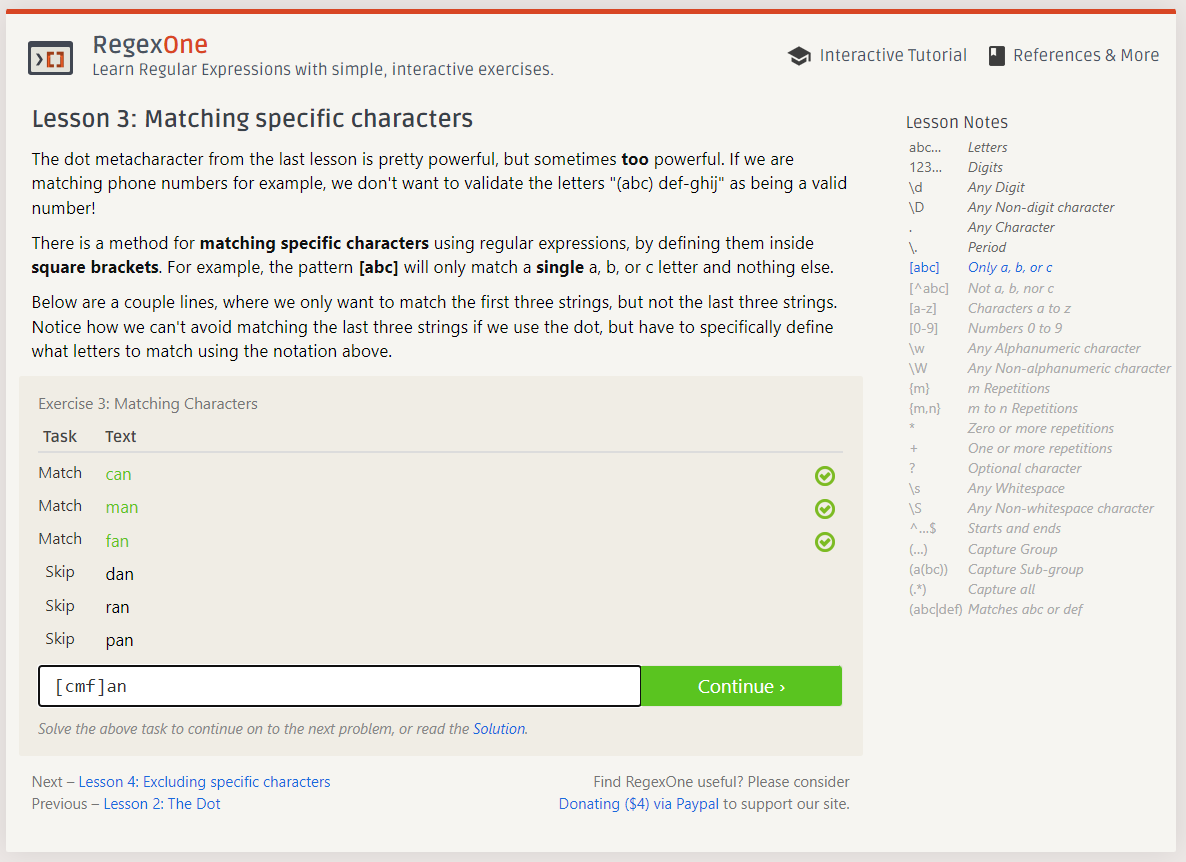 RegexOne
Learn Regular Expressions with simple, interactive exercises.
Interactive Tutorial
References & More
Lesson 3: Matching specific characters
The dot metacharacter from the last lesson is pretty powerful, but sometimes too powerful. If we are
matching phone numbers for example, we don't want to validate the letters "(abc) def-ghij" as being a valid
number!
There is a method for matching specific characters using regular expressions, by defining them inside
square brackets. For example, the pattern [abc] will only match a single a, b, or c letter and nothing else.
Below are a couple lines, where we only want to match the first three strings, but not the last three strings.
Notice how we can't avoid matching the last three strings if we use the dot, but have to specifically define
what letters to match using the notation above.
Exercise 3: Matching Characters
Task Text
Match can
Match man
Match fan
Skip dan
Skip ran
Skip pan
[cmf]an
Continue ›
Solve the above task to continue on to the next problem, or read the Solution.
Next – Lesson 4: Excluding specific characters
Previous – Lesson 2: The Dot
Find RegexOne useful? Please consider
Donating ($4) via Paypal to support our site.
Lesson Notes
abc… Letters
123… Digits
\d Any Digit
\D Any Non-digit character
. Any Character
\. Period
[abc] Only a, b, or c
[^abc] Not a, b, nor c
[a-z] Characters a to z
[0-9] Numbers 0 to 9
\w Any Alphanumeric character
\W Any Non-alphanumeric character
{m} m Repetitions
{m,n} m to n Repetitions
* Zero or more repetitions
+ One or more repetitions
? Optional character
\s Any Whitespace
\S Any Non-whitespace character
^…$ Starts and ends
(…) Capture Group
(a(bc)) Capture Sub-group
(.*) Capture all
(abc|def) Matches abc or def